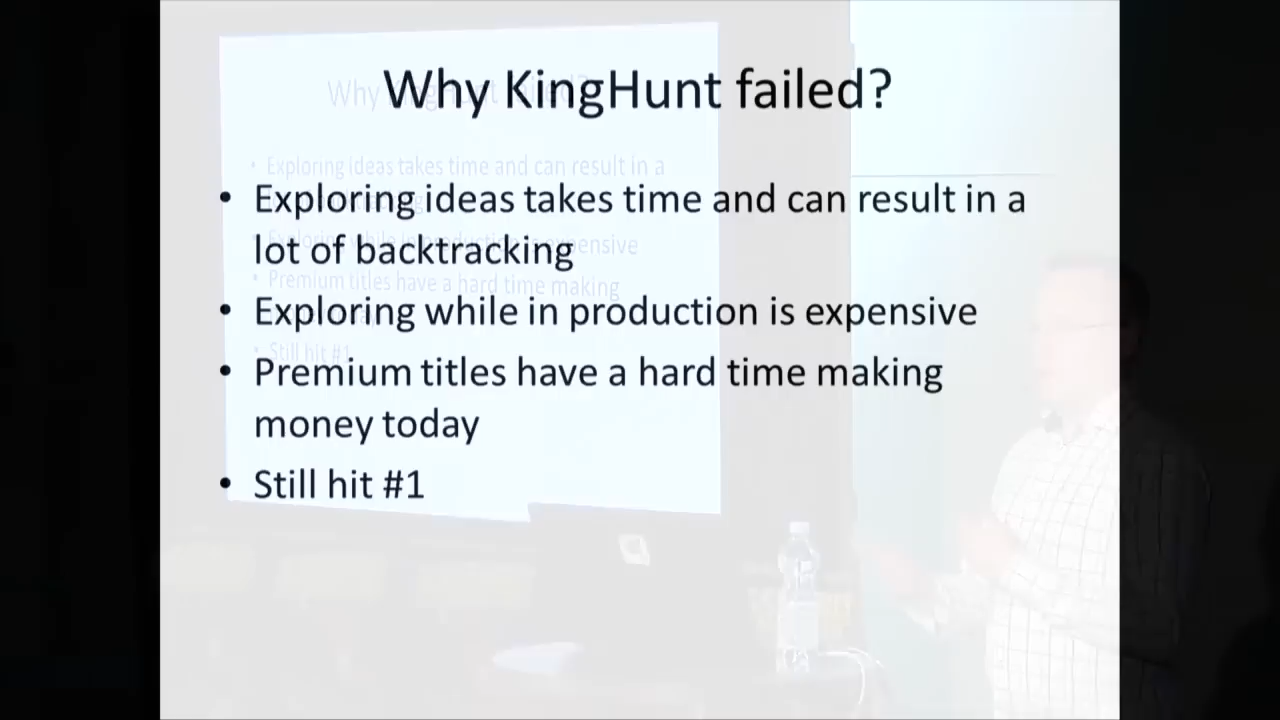 Why KingHunt failed?
• Exploring ideas takes time and can result in a
lot of backtracking
• Exploring while in production is expensive
• Premium titles have a hard time making
money today
• Still hit #1